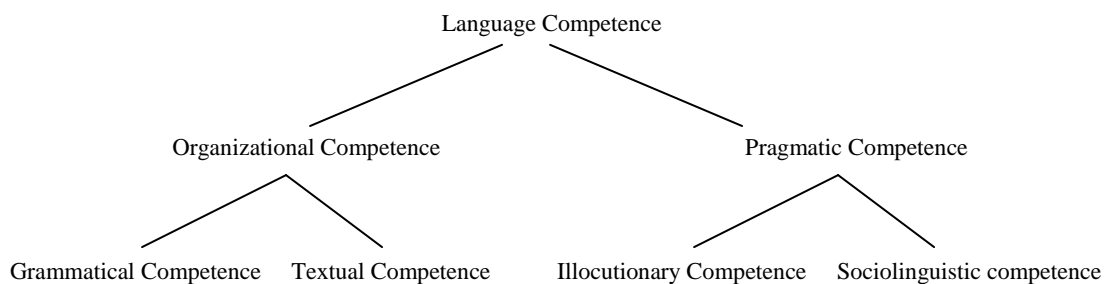 Language Competence
Organizational Competence Pragmatic Competence
Grammatical Competence Textual Competence Illocutionary Competence Sociolinguistic competence